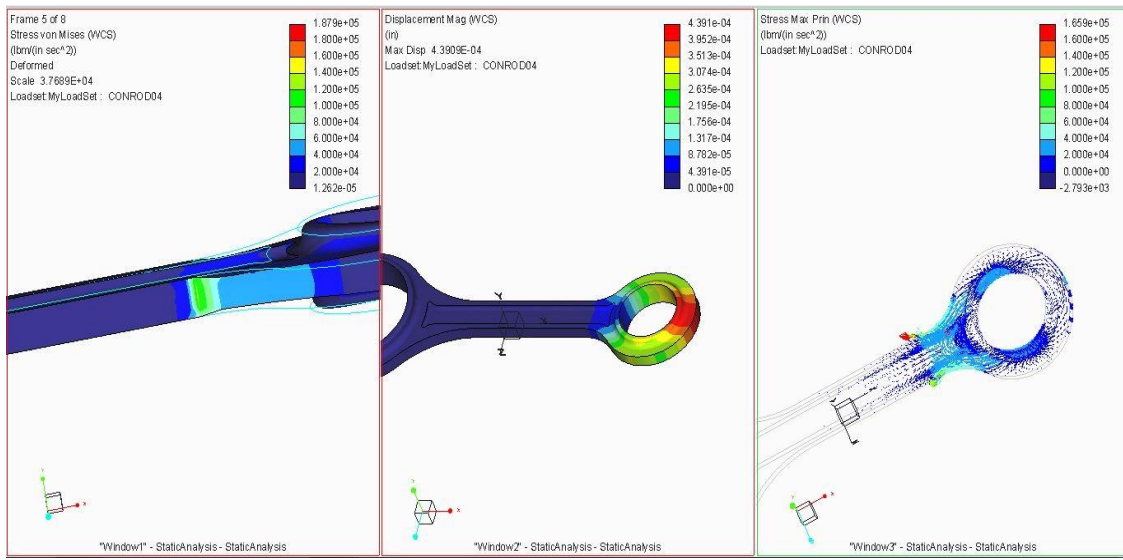 Frame 5 of 8
Stress von Mises (WCS)
(lbm/(in sec^2))
Deformed
Scale 3.7689E+04
Loadset:MyLoadSet : CONROD04
1.879e+05
1.800e+05
1.600e+05
1.400e+05
1.200e+05
1.000e+05
8.000e+04
6.000e+04
4.000e+04
2.000e+04
1.262e-05
"Window1" - StaticAnalysis - StaticAnalysis
Displacement Mag (WCS)
(in)
Max Disp 4.3909E-04
Loadset:MyLoadSet : CONROD04
4.391e-04
3.952e-04
3.513e-04
3.074e-04
2.635e-04
2.195e-04
1.756e-04
1.317e-04
8.782e-05
4.391e-05
0.000e+00
Y
X
Z
"Window2" - StaticAnalysis - StaticAnalysis
Stress Max Prin (WCS)
(lbm/(in sec^2))
Loadset:MyLoadSet : CONROD04
1.659e+05
1.600e+05
1.400e+05
1.200e+05
1.000e+05
8.000e+04
6.000e+04
4.000e+04
2.000e+04
0.000e+00
-2.793e+03
"Window3" - StaticAnalysis - StaticAnalysis